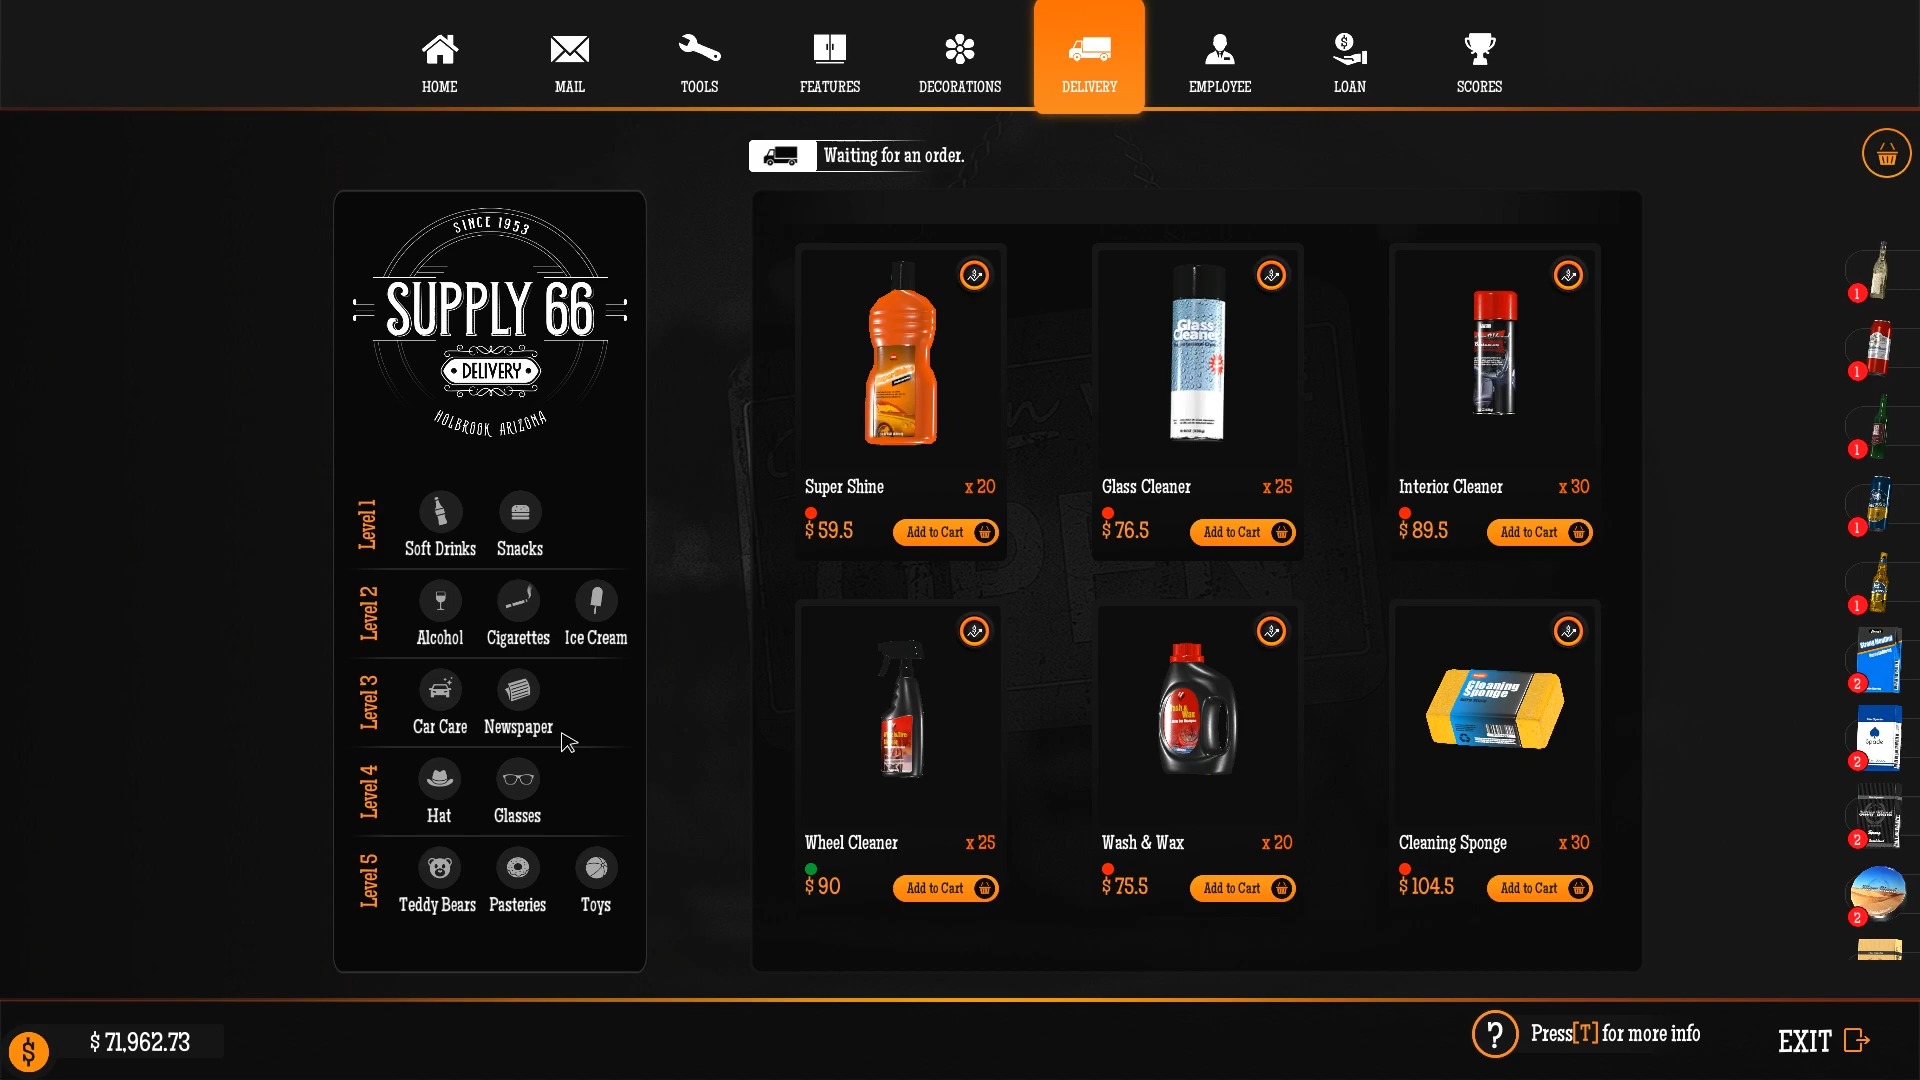 HOME
MAIL
TOOLS
FEATURES
DECORATIONS
DELIVERY
EMPLOYEE
LOAN
SCORES
Waiting for an order.
SINCE 1953
SUPPLY 66
DELIVERY
HOLBROOK, ARIZONA
Level 1
Soft Drinks
Snacks
Level 2
Alcohol
Cigarettes
Ice Cream
Level 3
Car Care
Newspaper
Level 4
Hat
Glasses
Level 5
Teddy Bears
Pasteries
Toys
Super Shine
x 20
$ 59.5
Add to Cart
Glass
Cleaner
Glass Cleaner
x 25
$ 76.5
Add to Cart
Interior Cleaner
x 30
$ 89.5
Add to Cart
Wheel Cleaner
x 25
$ 90
Add to Cart
Wash & Wax
x 20
$ 75.5
Add to Cart
Cleaning
Sponge
Cleaning Sponge
x 30
$ 104.5
Add to Cart
1
1
1
1
1
2
Spade
2
2
2
$ 71,962.73
? Press[T] for more info
EXIT